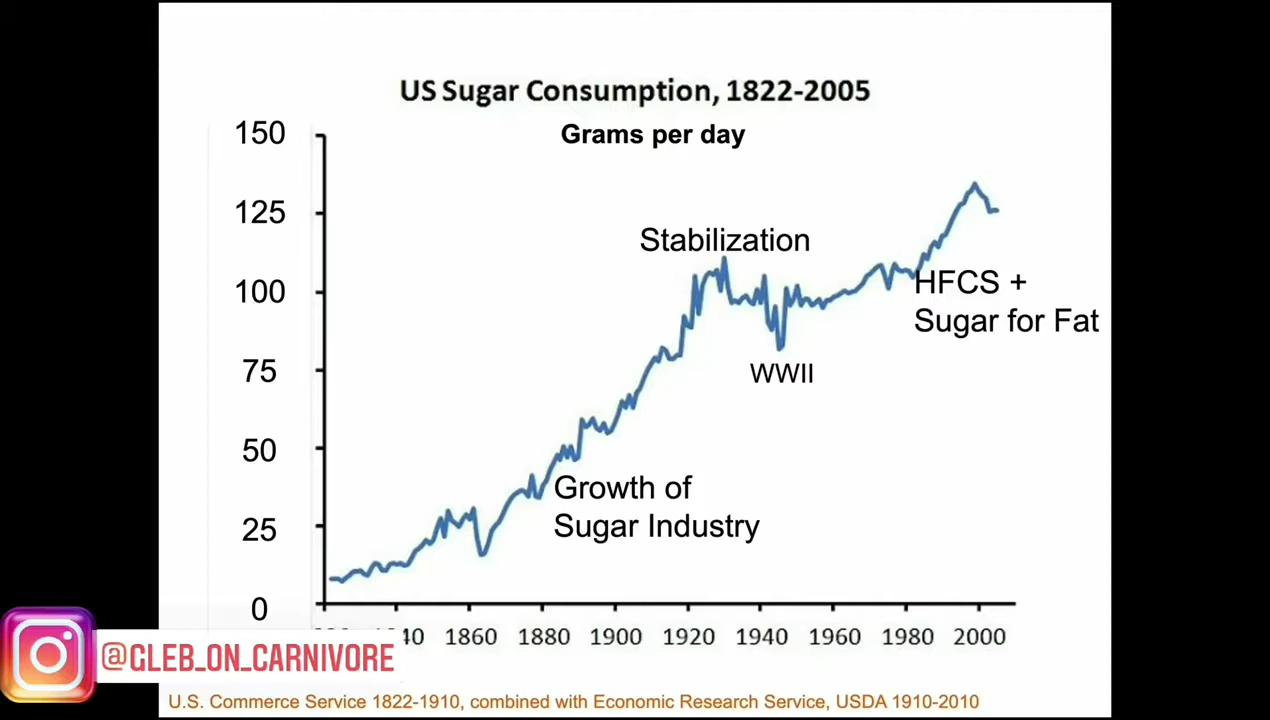 US Sugar Consumption, 1822-2005
Grams per day
150
125
100
75
50
25
0
Stabilization
HFCS +
Sugar for Fat
WWII
Growth of
Sugar Industry
1860 1880 1900 1920 1940 1960 1980 2000
@GLEB_ON_CARNIVORE
U.S. Commerce Service 1822-1910, combined with Economic Research Service, USDA 1910-2010